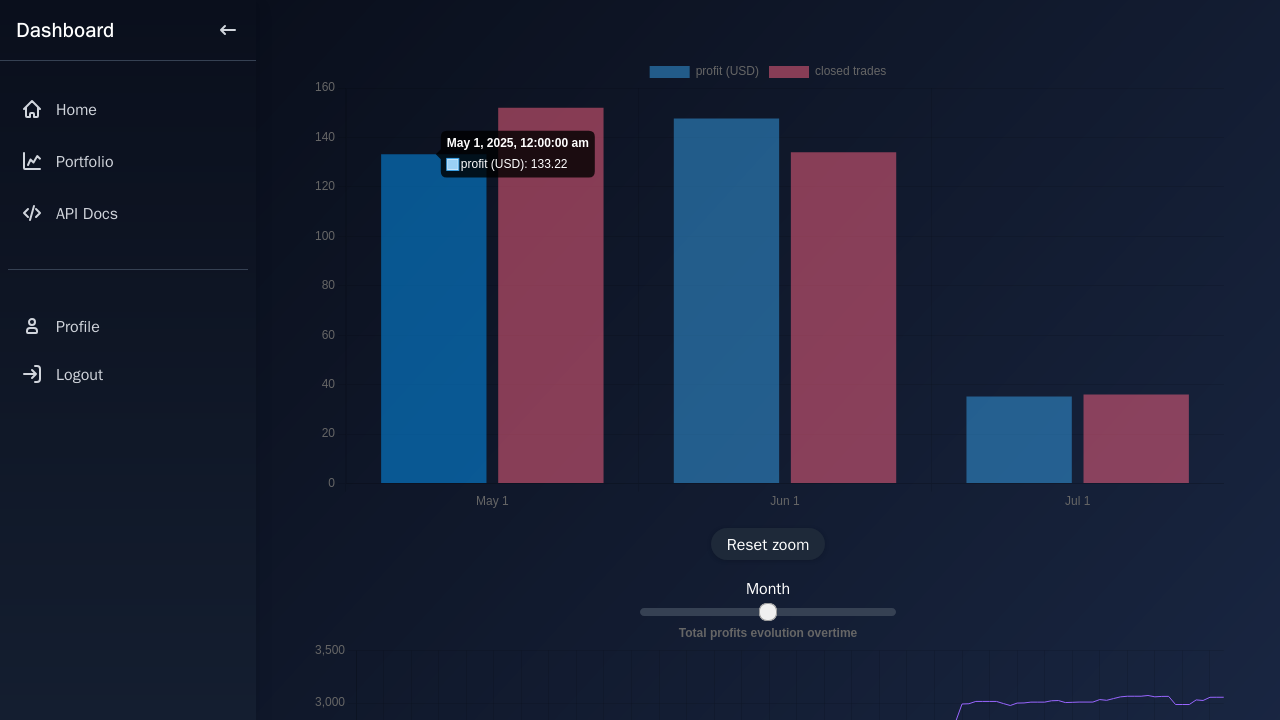 Dashboard
Home
Portfolio
API Docs
Profile
Logout
profit (USD) closed trades
160
140
120
100
80
60
40
20
0
May 1, 2025, 12:00:00 am
profit (USD): 133.22
May 1 Jun 1 Jul 1
Reset zoom
Month
Total profits evolution overtime
3,500
3,000